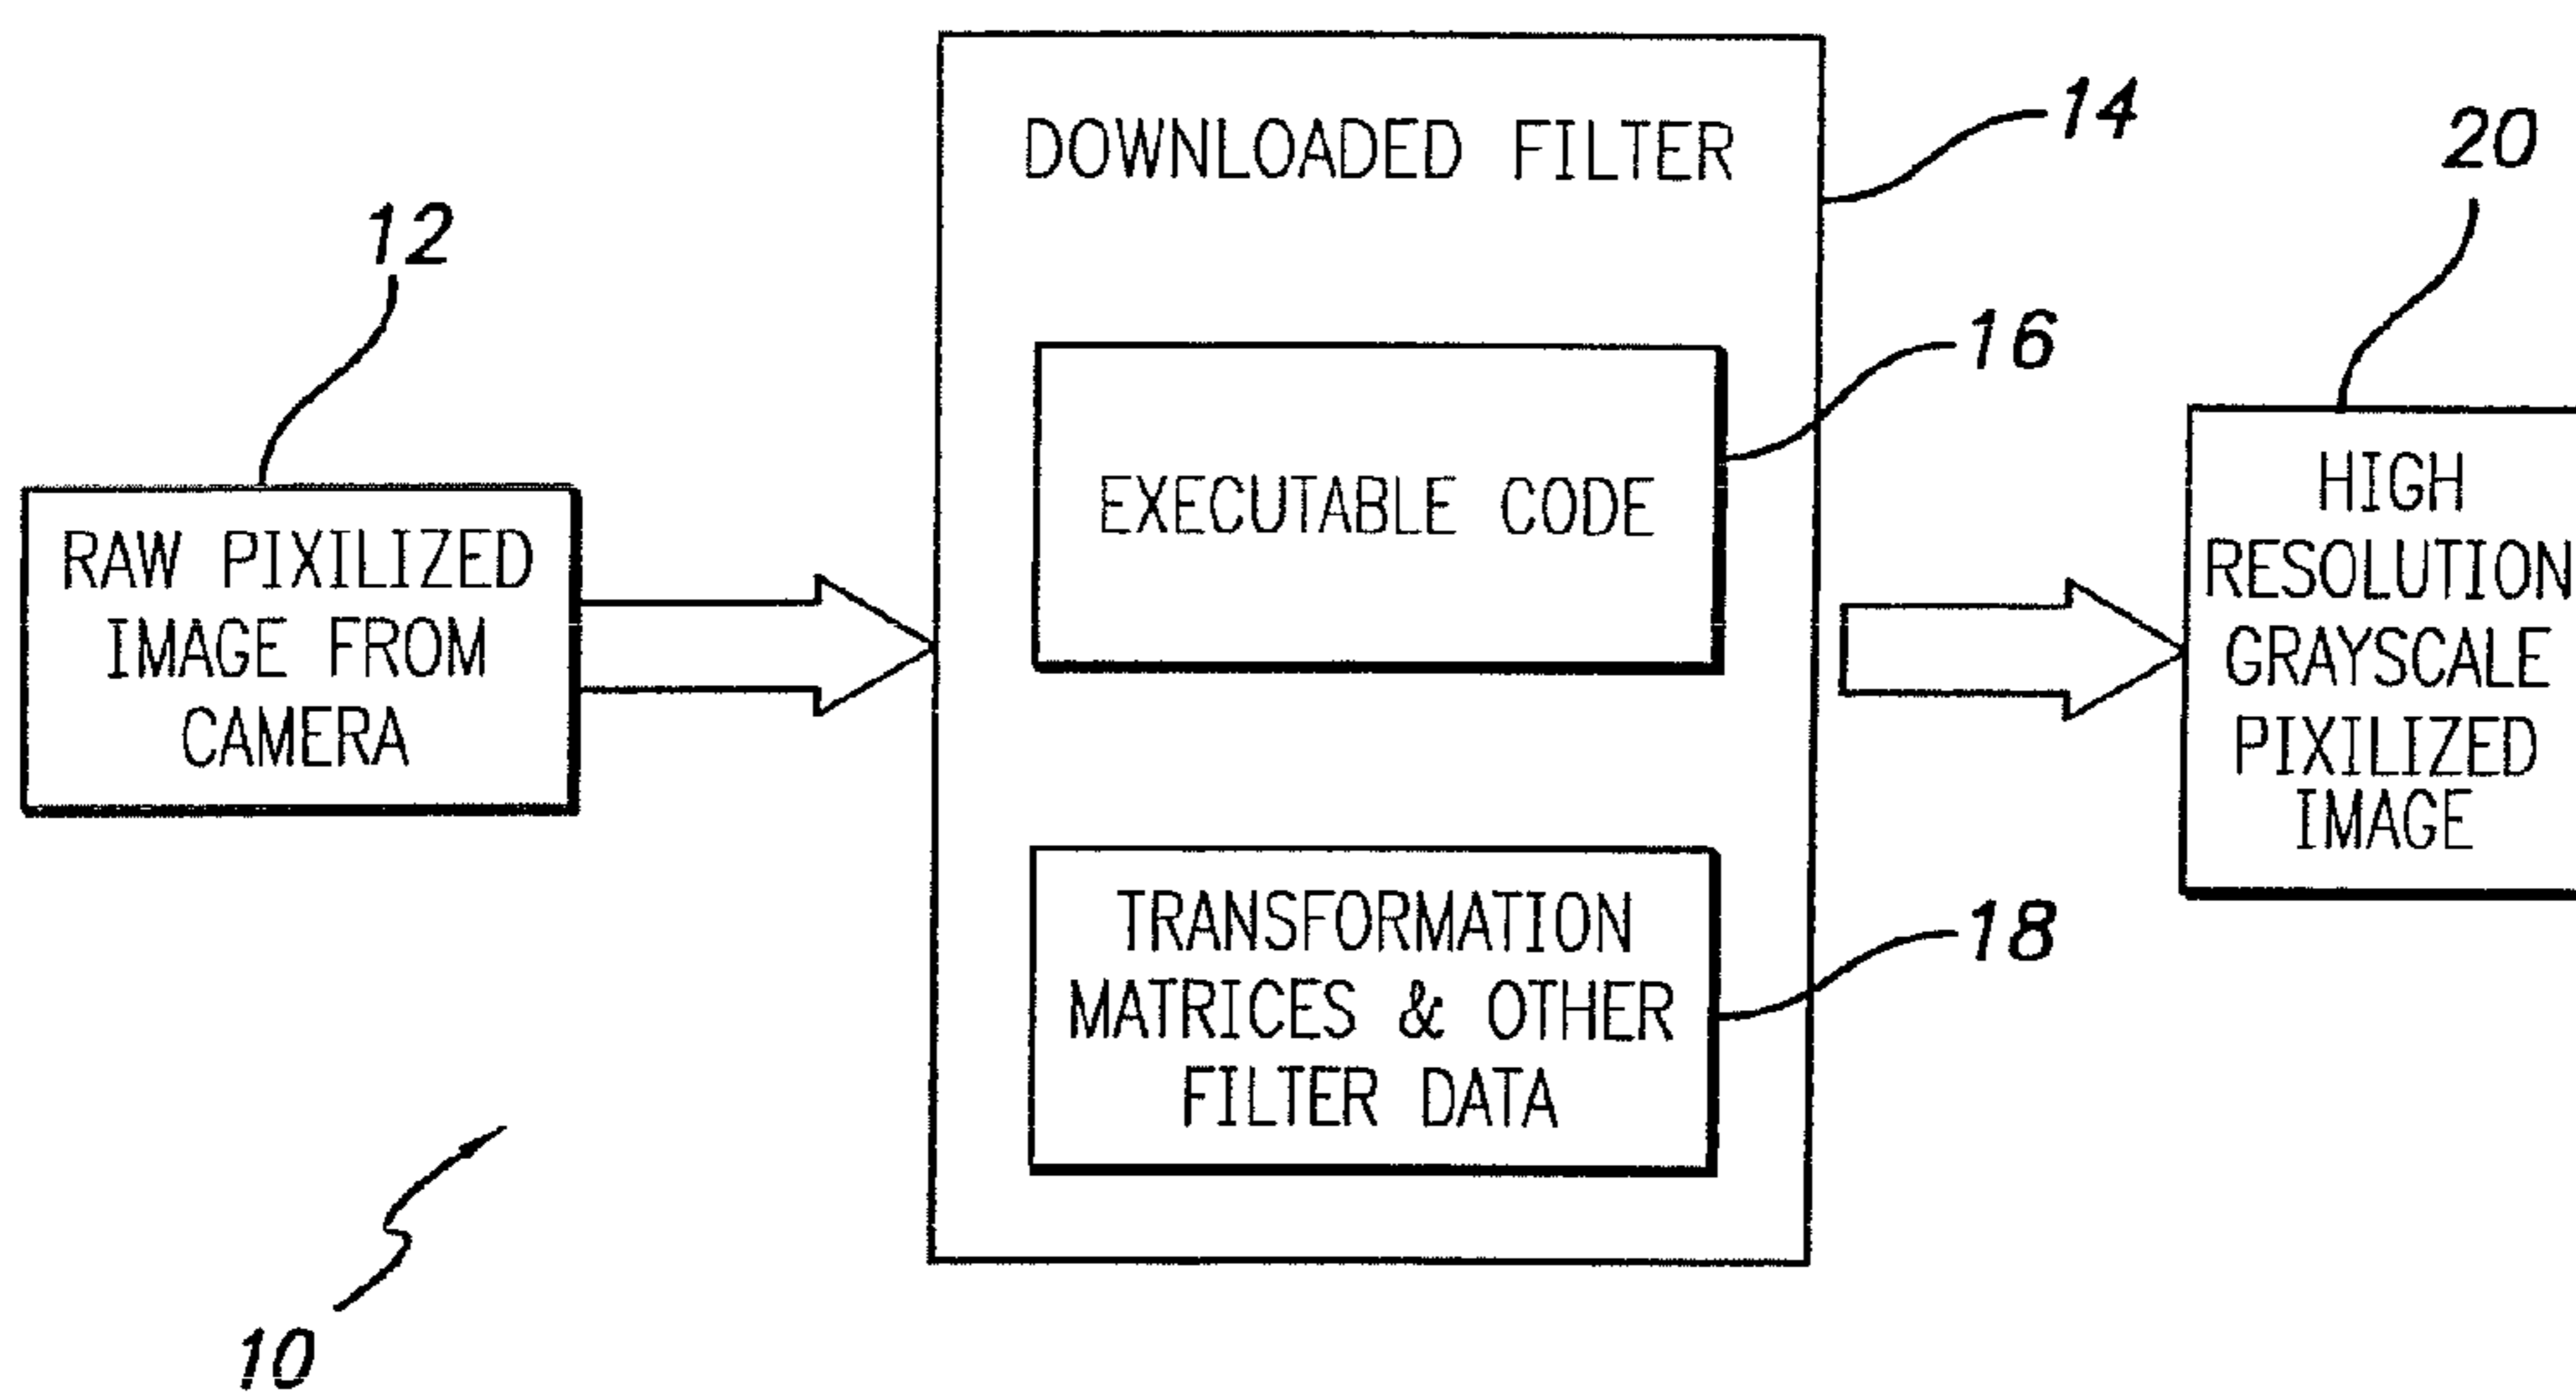 12
RAW PIXILIZED
IMAGE FROM
CAMERA
10
DOWNLOADED FILTER
14
EXECUTABLE CODE
16
TRANSFORMATION
MATRICES & OTHER
FILTER DATA
18
20
HIGH
RESOLUTION
GRAYSCALE
PIXILIZED
IMAGE